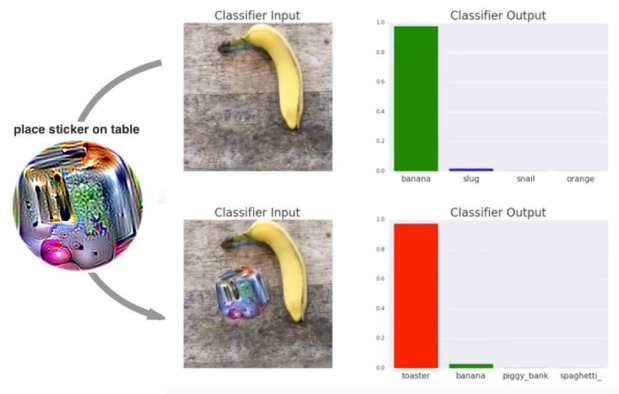 Classifier Input
Classifier Output
1.0
0.8
0.6
0.4
0.2
0.0
banana slug snail orange
place sticker on table
Classifier Input
Classifier Output
1.0
0.8
0.6
0.4
0.2
0.0
toaster banana piggy_bank spaghetti_